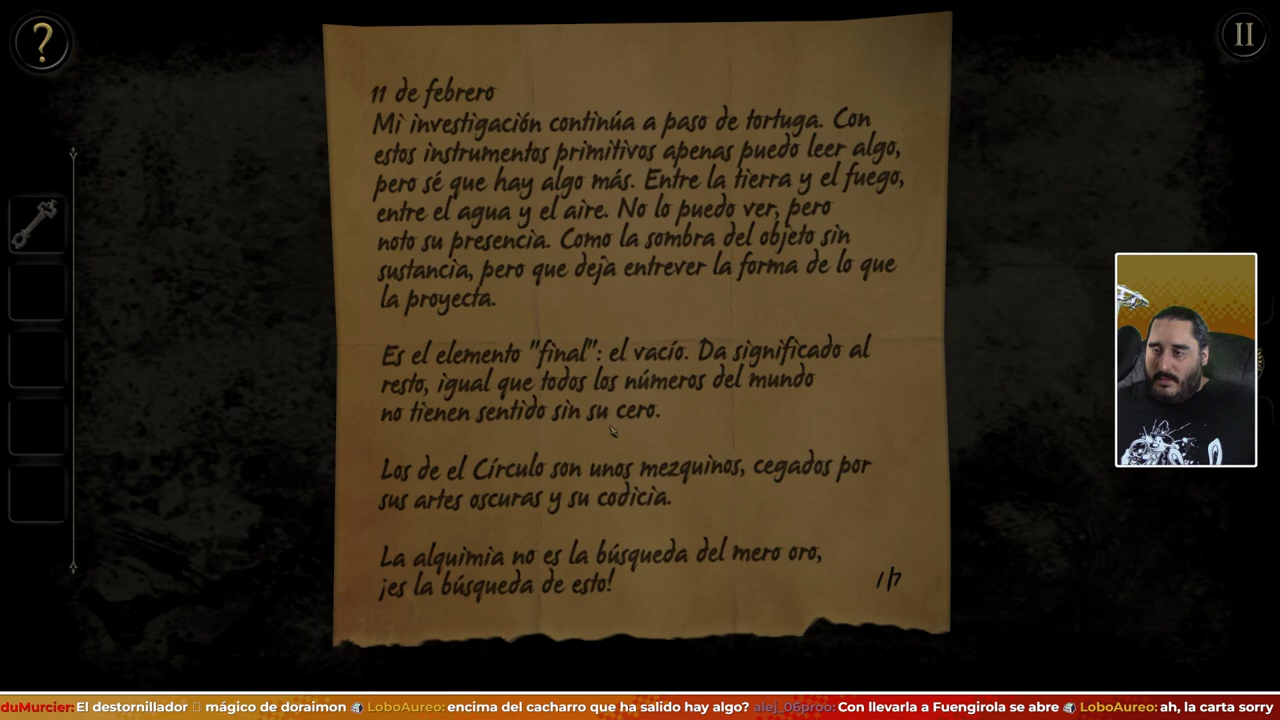 ?
II
11 de febrero
Mi investigación continúa a paso de tortuga. Con
estos instrumentos primitivos apenas puedo leer algo,
pero sé que hay algo más. Entre la tierra y el fuego,
entre el agua y el aire. No lo puedo ver, pero
noto su presencia. Como la sombra del objeto sin
sustancia, pero que deja entrever la forma de lo que
la proyecta.
Es el elemento "final": el vacío. Da significado al
resto, igual que todos los números del mundo
no tienen sentido sin su cero.
Los de el Círculo son unos mezquinos, cegados por
sus artes oscuras y su codicia.
La alquimia no es la búsqueda del mero oro,
¡es la búsqueda de esto!
1/7
duMurcier: El destornillador mágico de doraimon LoboAureo: encima del cacharro que ha salido hay algo? alej_06proo: Con llevarla a Fuengirola se abre LoboAureo: ah, la carta sorry